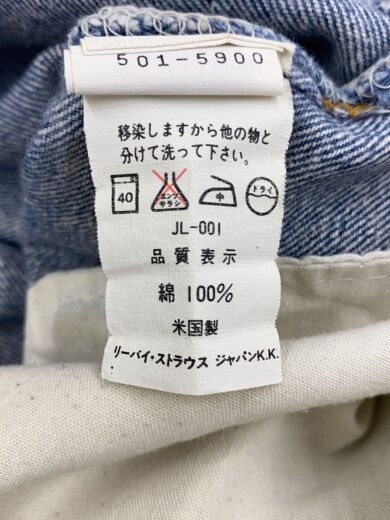 501-5900
移染しますから他の物と
分けて洗って下さい。
40 エンソ サラシ 中 ドライ
JL-001
品質表示
綿 100%
米国製
リーバイ・ストラウス ジャパンK.K.